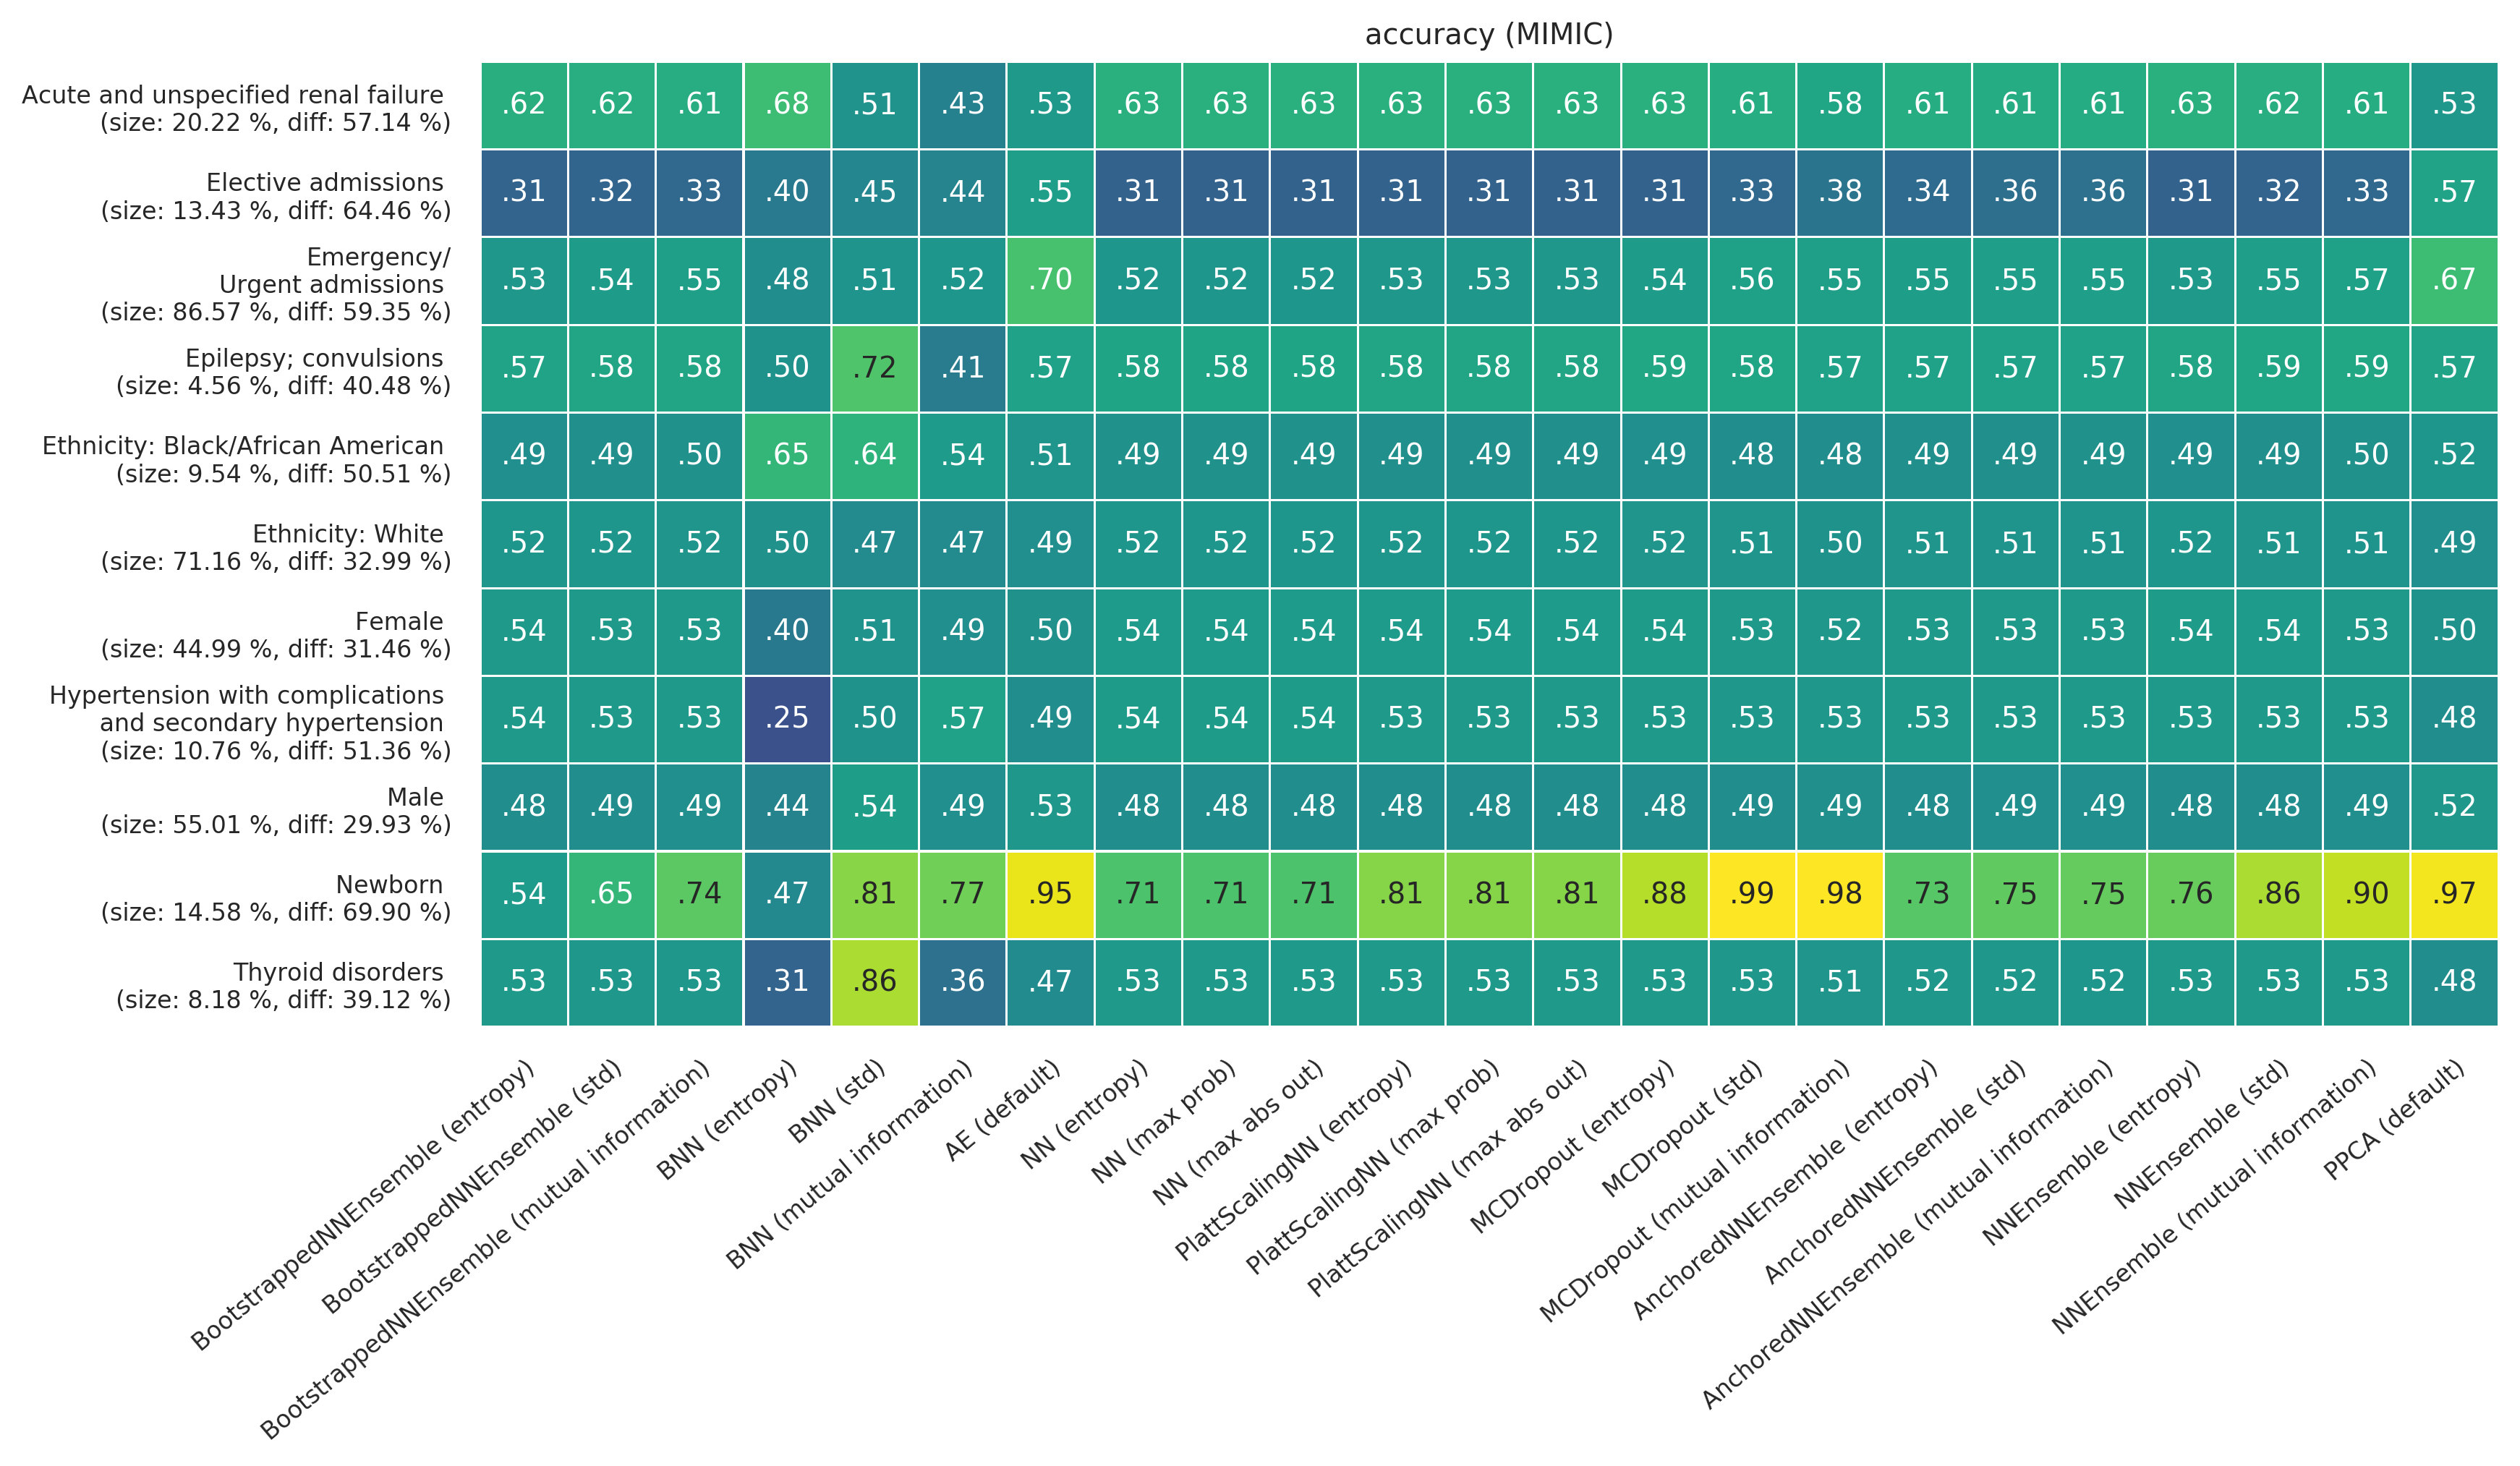 accuracy (MIMIC)
Acute and unspecified renal failure
(size: 20.22 %, diff: 57.14 %)
.62 .62 .61 .68 .51 .43 .53 .63 .63 .63 .63 .63 .63 .63 .61 .58 .61 .61 .61 .63 .62 .61 .53
Elective admissions
(size: 13.43 %, diff: 64.46 %)
.31 .32 .33 .40 .45 .44 .55 .31 .31 .31 .31 .31 .31 .31 .33 .38 .34 .36 .36 .31 .32 .33 .57
Emergency/
Urgent admissions
(size: 86.57 %, diff: 59.35 %)
.53 .54 .55 .48 .51 .52 .70 .52 .52 .52 .53 .53 .53 .54 .56 .55 .55 .55 .55 .53 .55 .57 .67
Epilepsy; convulsions
(size: 4.56 %, diff: 40.48 %)
.57 .58 .58 .50 .72 .41 .57 .58 .58 .58 .58 .58 .58 .59 .58 .57 .57 .57 .57 .58 .59 .59 .57
Ethnicity: Black/African American
(size: 9.54 %, diff: 50.51 %)
.49 .49 .50 .65 .64 .54 .51 .49 .49 .49 .49 .49 .49 .49 .48 .48 .49 .49 .49 .49 .49 .50 .52
Ethnicity: White
(size: 71.16 %, diff: 32.99 %)
.52 .52 .52 .50 .47 .47 .49 .52 .52 .52 .52 .52 .52 .52 .51 .50 .51 .51 .51 .52 .51 .51 .49
Female
(size: 44.99 %, diff: 31.46 %)
.54 .53 .53 .40 .51 .49 .50 .54 .54 .54 .54 .54 .54 .54 .53 .52 .53 .53 .53 .54 .54 .53 .50
Hypertension with complications
and secondary hypertension
(size: 10.76 %, diff: 51.36 %)
.54 .53 .53 .25 .50 .57 .49 .54 .54 .54 .53 .53 .53 .53 .53 .53 .53 .53 .53 .53 .53 .53 .48
Male
(size: 55.01 %, diff: 29.93 %)
.48 .49 .49 .44 .54 .49 .53 .48 .48 .48 .48 .48 .48 .48 .49 .49 .48 .49 .49 .48 .48 .49 .52
Newborn
(size: 14.58 %, diff: 69.90 %)
.54 .65 .74 .47 .81 .77 .95 .71 .71 .71 .81 .81 .81 .88 .99 .98 .73 .75 .75 .76 .86 .90 .97
Thyroid disorders
(size: 8.18 %, diff: 39.12 %)
.53 .53 .53 .31 .86 .36 .47 .53 .53 .53 .53 .53 .53 .53 .53 .51 .52 .52 .52 .53 .53 .53 .48
BootstrappedNNEnsemble (entropy)
BootstrappedNNEnsemble (std)
BootstrappedNNEnsemble (mutual information)
BNN (entropy)
BNN (std)
BNN (mutual information)
AE (default)
NN (entropy)
NN (max prob)
NN (max abs out)
PlattScalingNN (entropy)
PlattScalingNN (max prob)
PlattScalingNN (max abs out)
MCDropout (entropy)
MCDropout (std)
MCDropout (mutual information)
AnchoredNNEnsemble (entropy)
AnchoredNNEnsemble (std)
AnchoredNNEnsemble (mutual information)
NNEnsemble (entropy)
NNEnsemble (std)
NNEnsemble (mutual information)
PPCA (default)